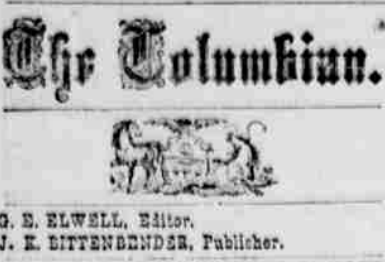 The Columbian.
G. E. ELWELL, Editor.
J. K. BITTENBENDER, Publisher.